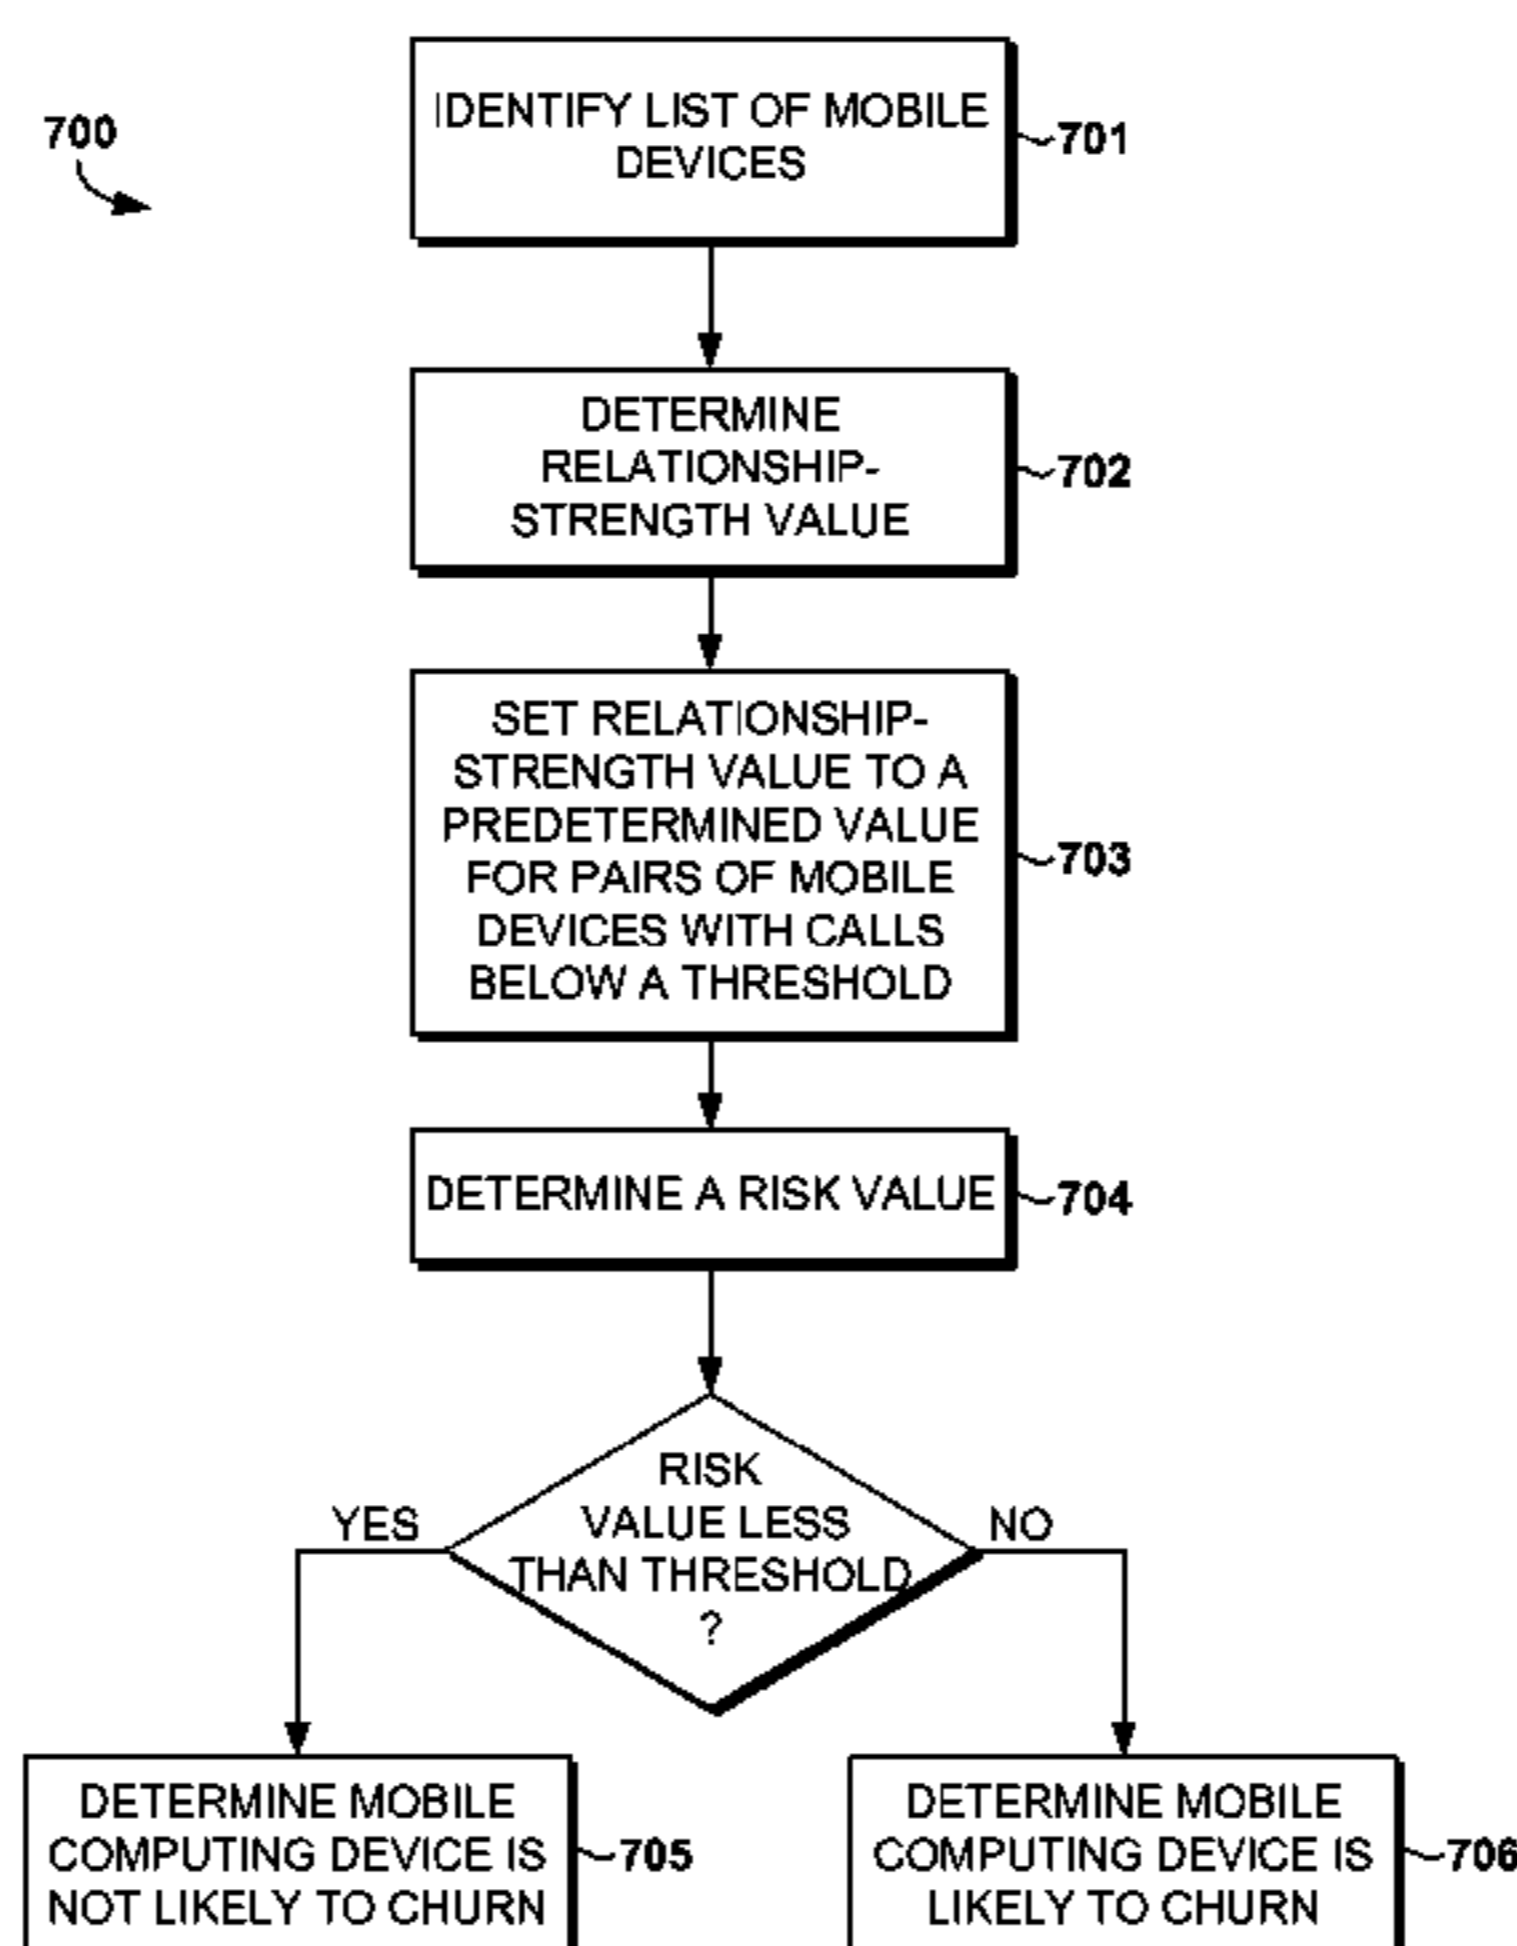 700
IDENTIFY LIST OF MOBILE
DEVICES
701
DETERMINE
RELATIONSHIP-
STRENGTH VALUE
702
SET RELATIONSHIP-
STRENGTH VALUE TO A
PREDETERMINED VALUE
FOR PAIRS OF MOBILE
DEVICES WITH CALLS
BELOW A THRESHOLD
703
DETERMINE A RISK VALUE
704
RISK
VALUE LESS
THAN THRESHOLD
?
YES
NO
DETERMINE MOBILE
COMPUTING DEVICE IS
NOT LIKELY TO CHURN
705
DETERMINE MOBILE
COMPUTING DEVICE IS
LIKELY TO CHURN
706